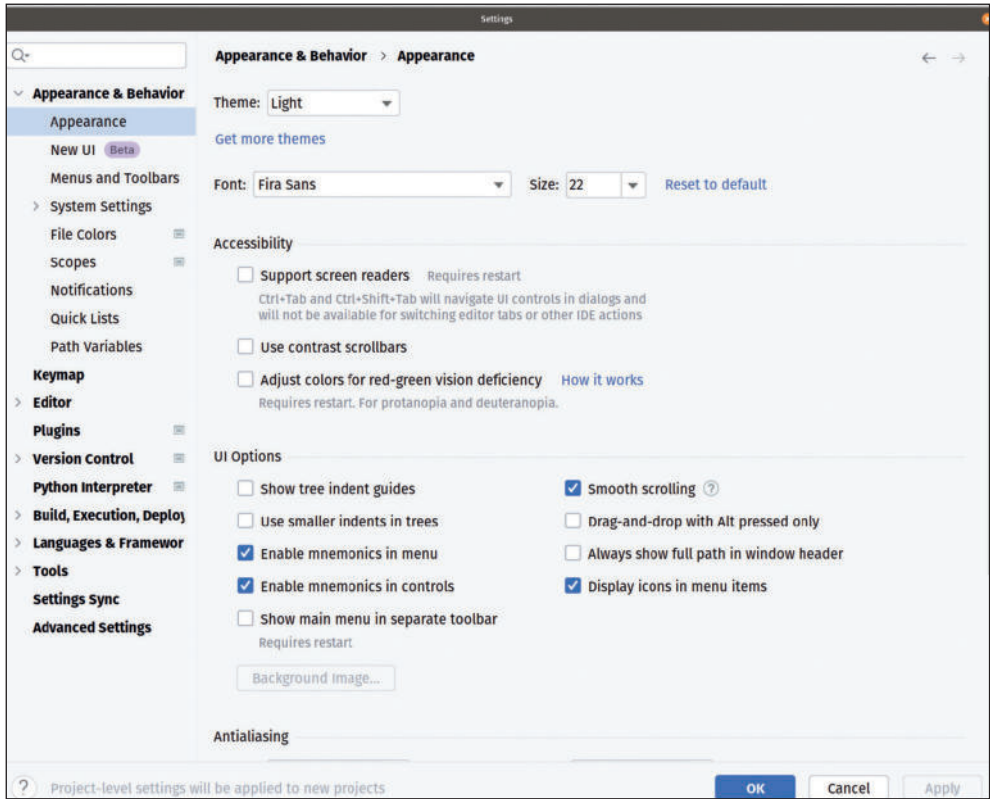 Settings
Appearance & Behavior > Appearance
Appearance & Behavior
Appearance
New UI Beta
Menus and Toolbars
System Settings
File Colors
Scopes
Notifications
Quick Lists
Path Variables
Keymap
Editor
Plugins
Version Control
Python Interpreter
Build, Execution, Deploy
Languages & Framewor
Tools
Settings Sync
Advanced Settings
Theme: Light
Get more themes
Font: Fira Sans Size: 22 Reset to default
Accessibility
Support screen readers Requires restart
Ctrl+Tab and Ctrl+Shift+Tab will navigate UI controls in dialogs and
will not be available for switching editor tabs or other IDE actions
Use contrast scrollbars
Adjust colors for red-green vision deficiency How it works
Requires restart. For protanopia and deuteranopia.
UI Options
Show tree indent guides
Smooth scrolling ?
Use smaller indents in trees
Drag-and-drop with Alt pressed only
Enable mnemonics in menu
Always show full path in window header
Enable mnemonics in controls
Display icons in menu items
Show main menu in separate toolbar
Requires restart
Background Image...
Antialiasing
? Project-level settings will be applied to new projects
OK Cancel Apply